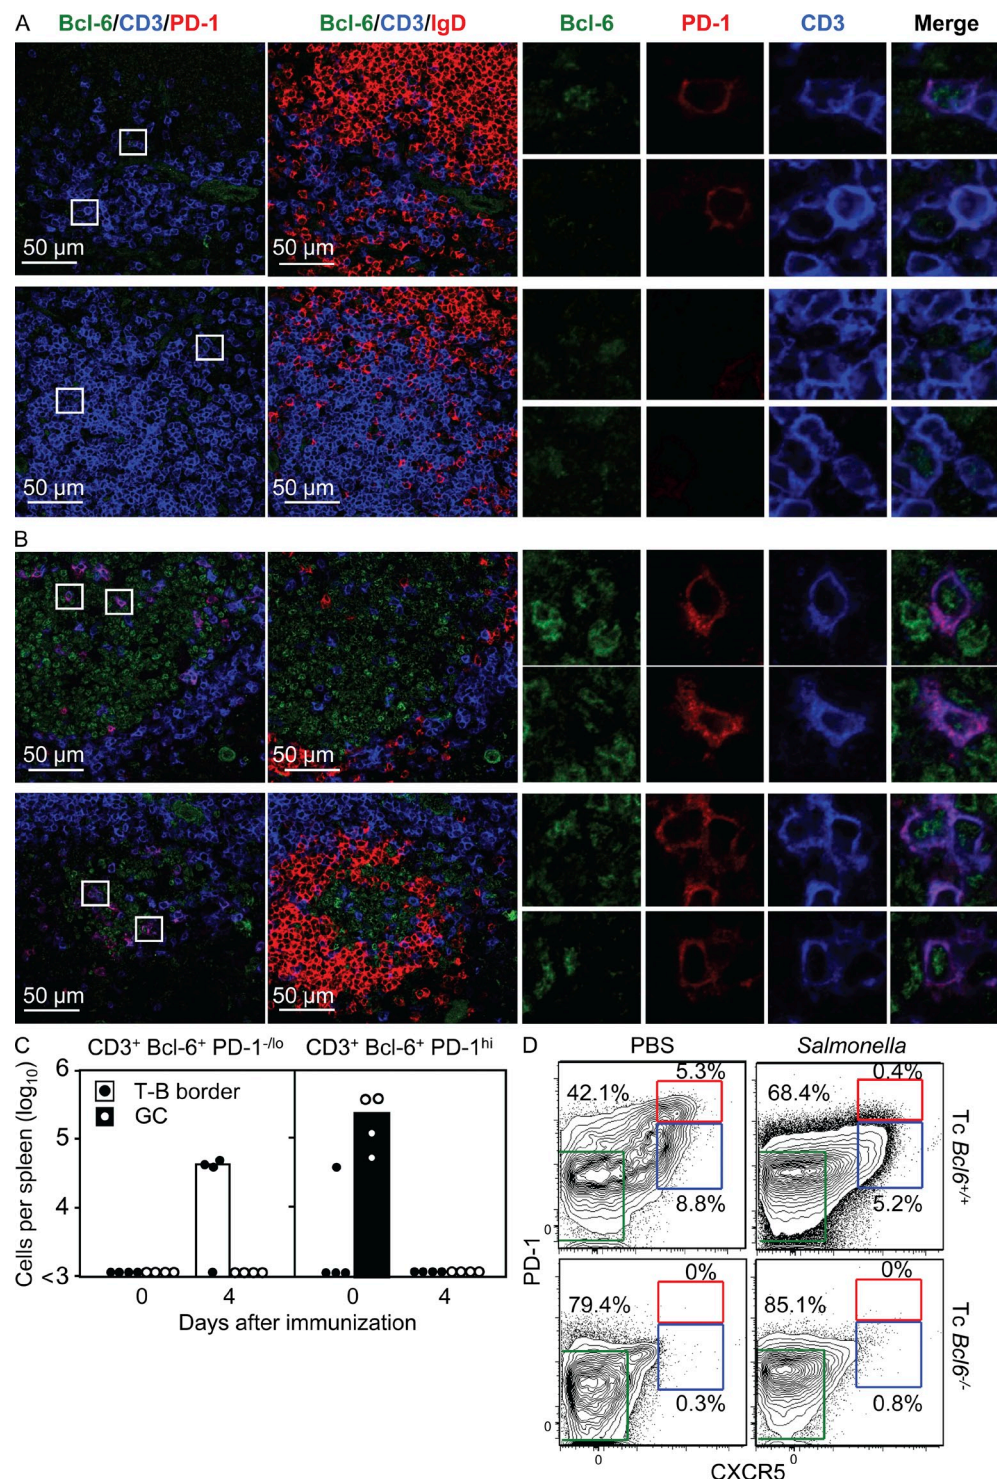 A Bcl-6/CD3/PD-1 Bcl-6/CD3/IgD Bcl-6 PD-1 CD3 Merge
50 µm 50 µm
50 µm 50 µm
B
50 µm 50 µm
50 µm 50 µm
C CD3⁺ Bcl-6⁺ PD-1⁻/ˡᵒ CD3⁺ Bcl-6⁺ PD-1ʰⁱ
Cells per spleen (log₁₀)
6
5
4
<3
T-B border
GC
0 4 0 4
Days after immunization
D PBS Salmonella
42.1% 5.3% 68.4% 0.4%
8.8% 5.2%
Tc Bcl6⁺/⁺
79.4% 0% 85.1% 0%
0.3% 0.8%
Tc Bcl6⁻/⁻
PD-1
0
0
0 0
CXCR5